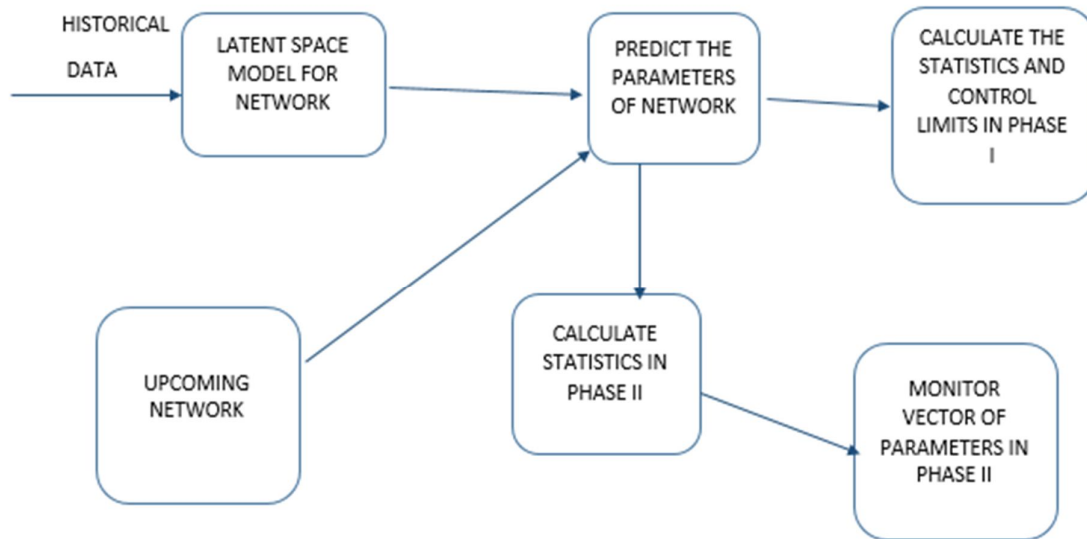 HISTORICAL
DATA
LATENT SPACE
MODEL FOR
NETWORK
PREDICT THE
PARAMETERS
OF NETWORK
CALCULATE THE
STATISTICS AND
CONTROL
LIMITS IN PHASE
I
UPCOMING
NETWORK
CALCULATE
STATISTICS IN
PHASE II
MONITOR
VECTOR OF
PARAMETERS IN
PHASE II